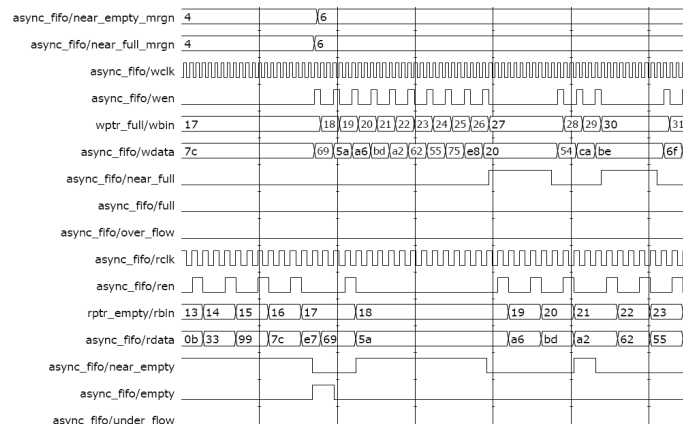 async_fifo/near_empty_mrgn 4 6
async_fifo/near_full_mrgn 4 6
async_fifo/wclk
async_fifo/wen
wptr_full/wbin 17 18 19 20 21 22 23 24 25 26 27 28 29 30 31
async_fifo/wdata 7c 69 5a a6 bd a2 62 55 75 e8 20 54 ca be 6f
async_fifo/near_full
async_fifo/full
async_fifo/over_flow
async_fifo/rclk
async_fifo/ren
rptr_empty/rbin 13 14 15 16 17 18 19 20 21 22 23
async_fifo/rdata 0b 33 99 7c e7 69 5a a6 bd a2 62 55
async_fifo/near_empty
async_fifo/empty
async_fifo/under_flow